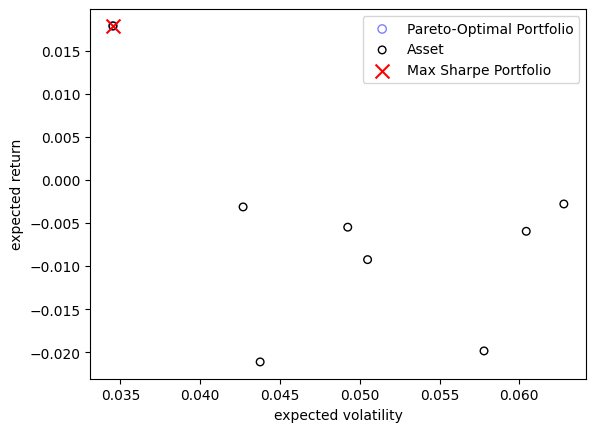 Pareto-Optimal Portfolio
Asset
Max Sharpe Portfolio
0.015
0.010
0.005
0.000
−0.005
−0.010
−0.015
−0.020
expected return
0.035
0.040
0.045
0.050
0.055
0.060
expected volatility